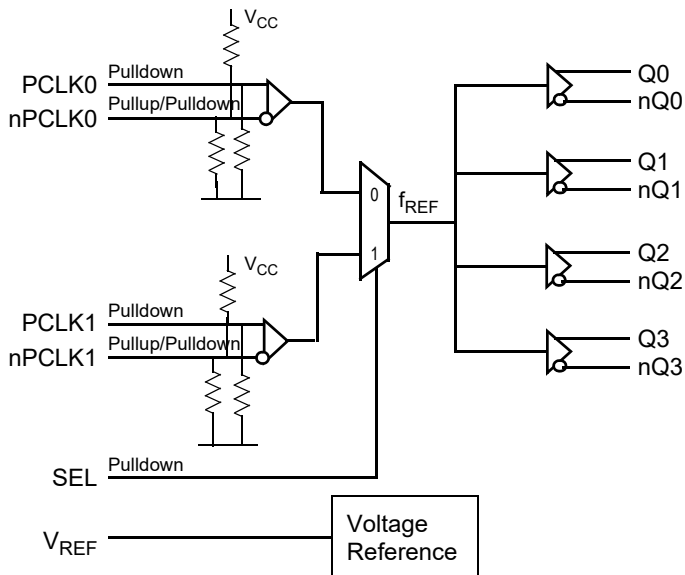 V_CC
PCLK0 Pulldown
nPCLK0 Pullup/Pulldown
0
1
f_REF
Q0
nQ0
Q1
nQ1
Q2
nQ2
Q3
nQ3
V_CC
PCLK1 Pulldown
nPCLK1 Pullup/Pulldown
SEL Pulldown
V_REF
Voltage
Reference